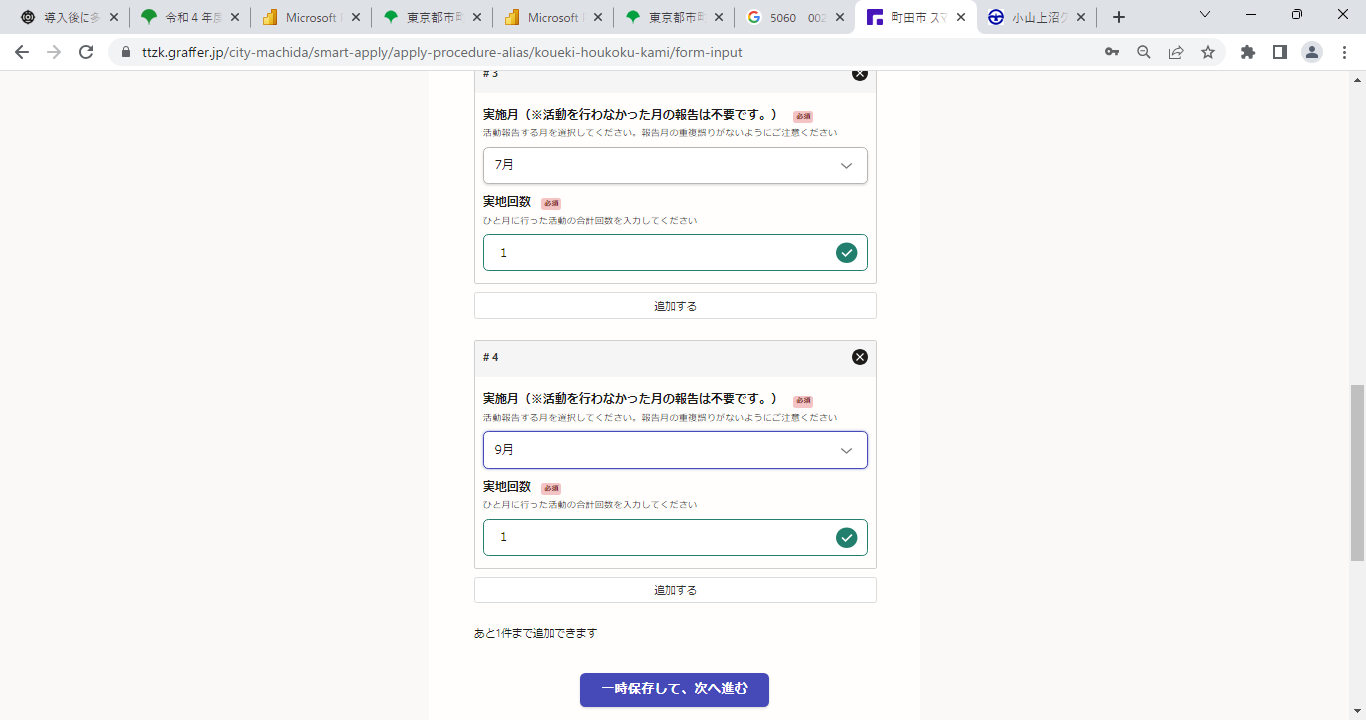 導入後に多
令和４年度
Microsoft
東京都市町
Microsoft
東京都市町
5060 002
町田市 スマ
小山上沼ク
ttzk.graffer.jp/city-machida/smart-apply/apply-procedure-alias/koueki-houkoku-kami/form-input
#3
実施月（※活動を行わなかった月の報告は不要です。） 必須
活動報告する月を選択してください。報告月の重複誤りがないようにご注意ください
7月
実地回数 必須
ひと月に行った活動の合計回数を入力してください
1
追加する
#4
実施月（※活動を行わなかった月の報告は不要です。） 必須
活動報告する月を選択してください。報告月の重複誤りがないようにご注意ください
9月
実地回数 必須
ひと月に行った活動の合計回数を入力してください
1
追加する
あと1件まで追加できます
一時保存して、次へ進む